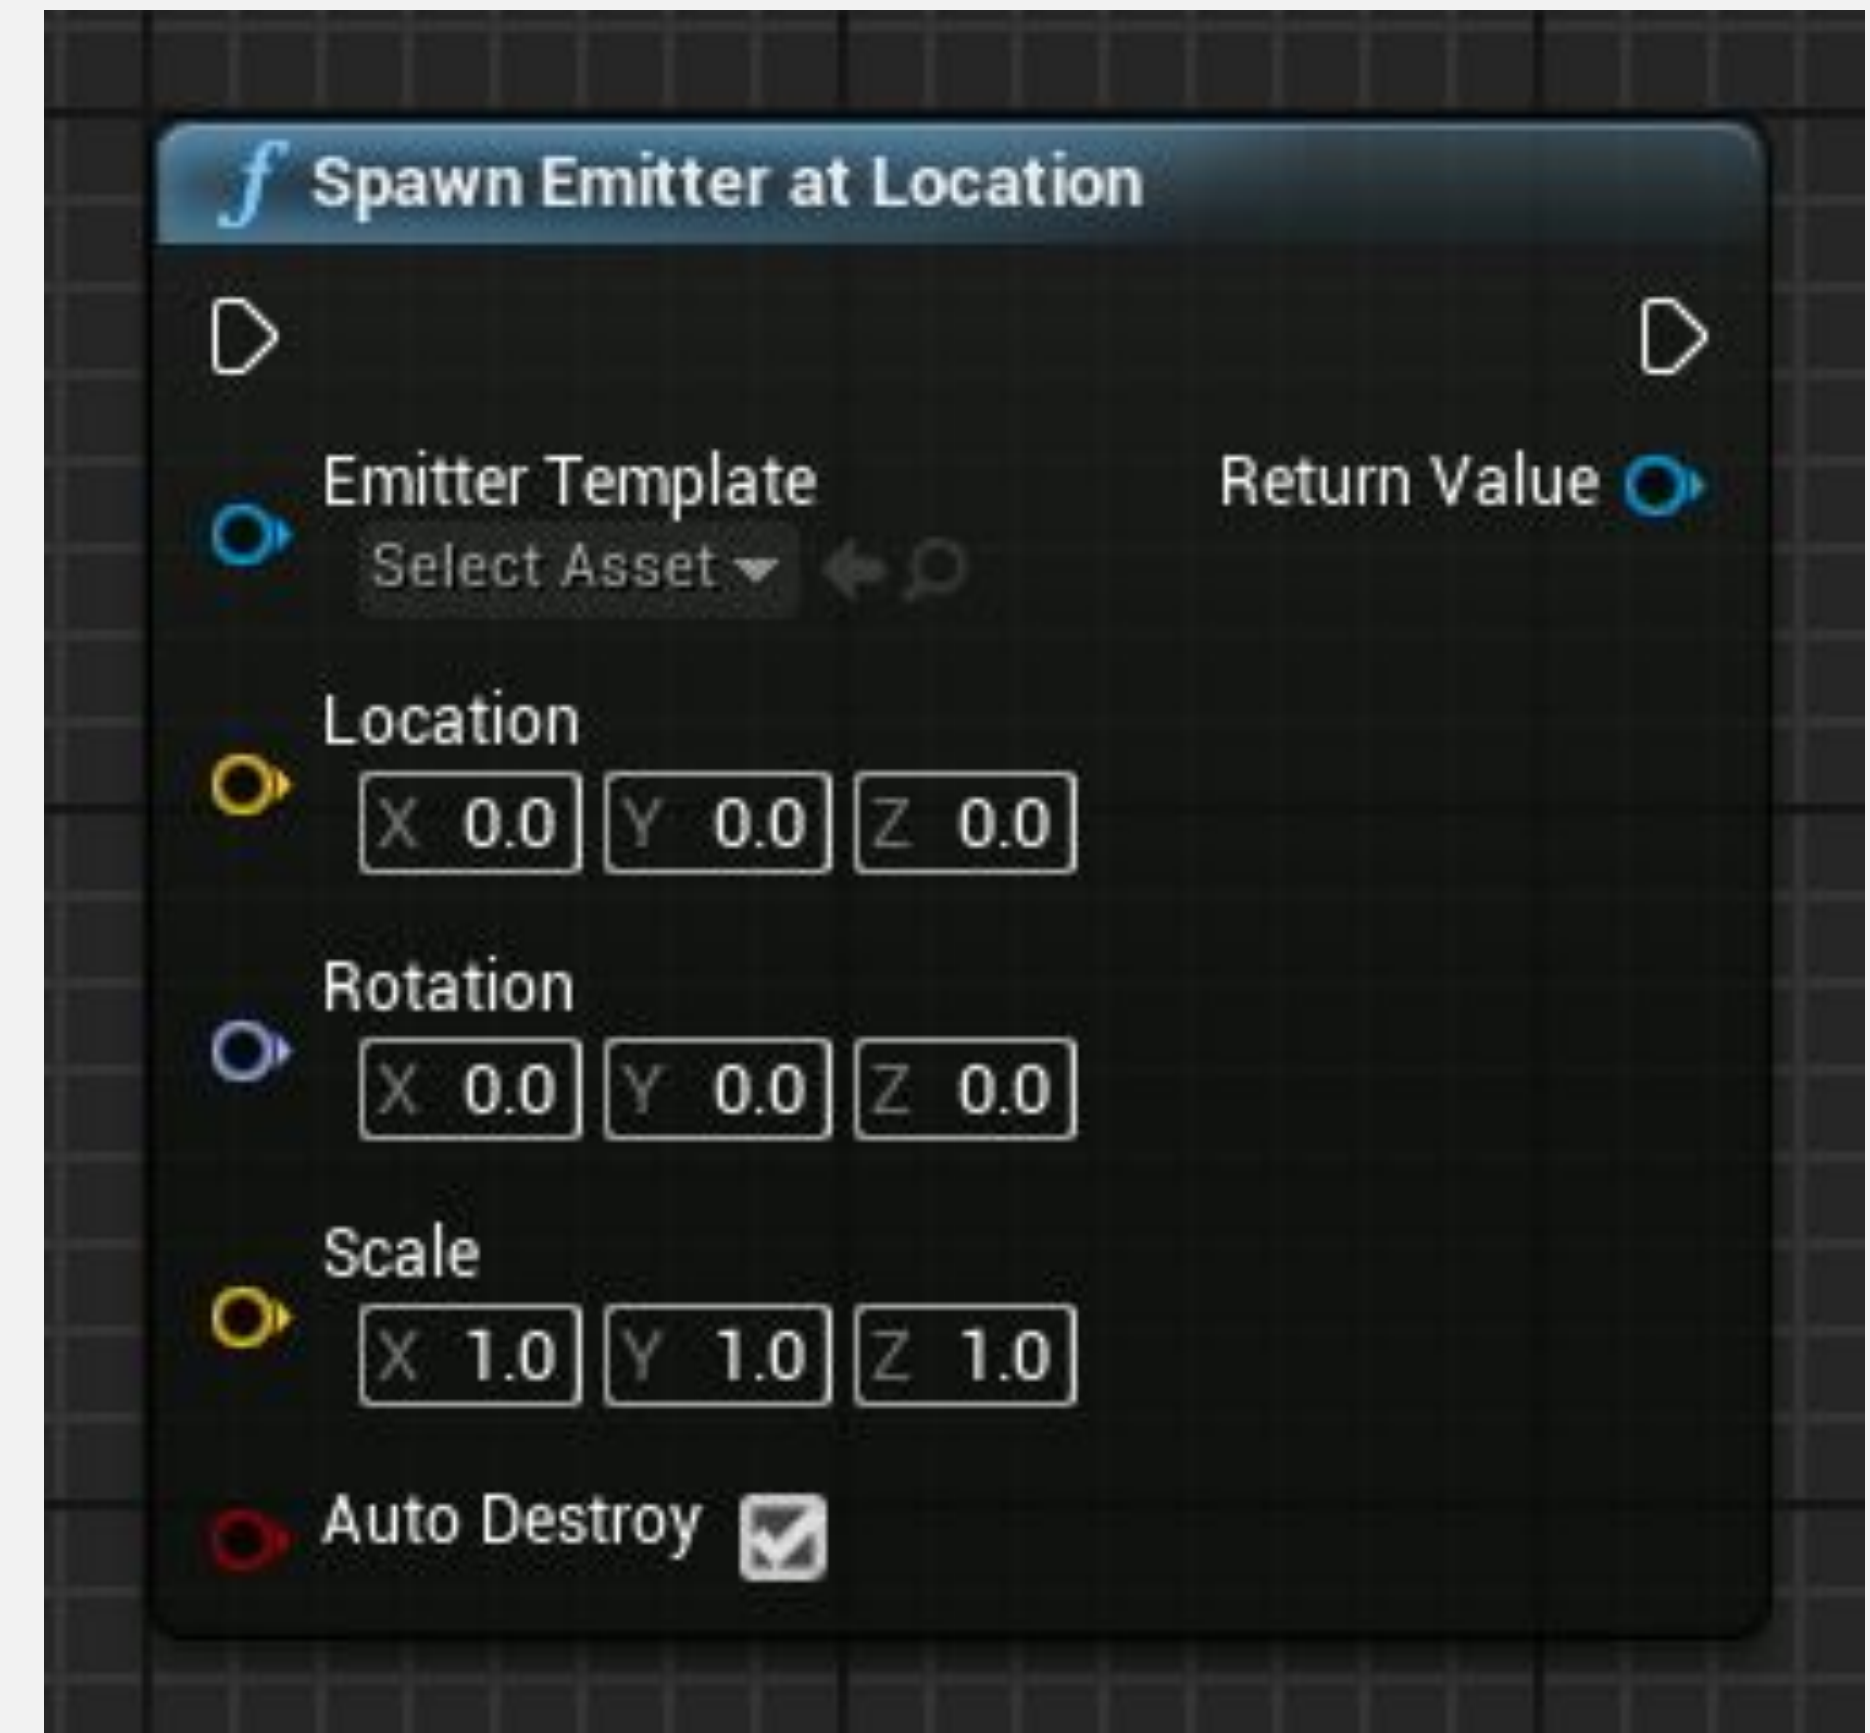 f Spawn Emitter at Location
Emitter Template
Return Value
Select Asset
Location
X 0.0 Y 0.0 Z 0.0
Rotation
X 0.0 Y 0.0 Z 0.0
Scale
X 1.0 Y 1.0 Z 1.0
Auto Destroy